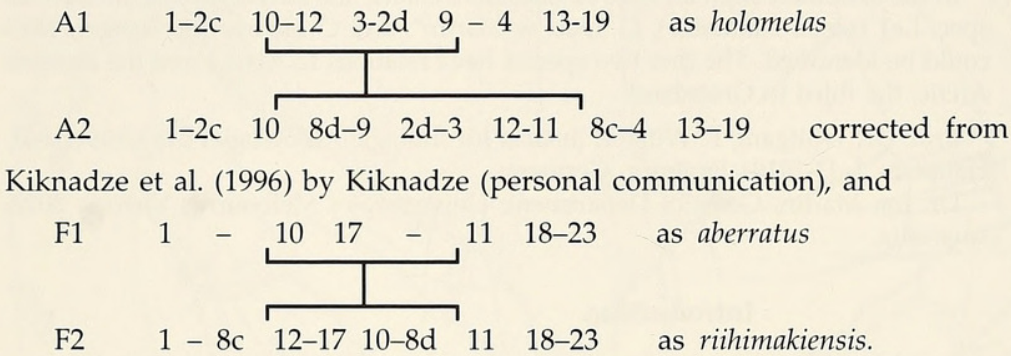 A1 1–2c 10–12 3-2d 9 – 4 13-19 as holomelas
A2 1–2c 10 8d–9 2d–3 12-11 8c–4 13–19 corrected from
Kiknadze et al. (1996) by Kiknadze (personal communication), and
F1 1 – 10 17 – 11 18–23 as aberratus
F2 1 – 8c 12–17 10–8d 11 18–23 as riihimakiensis.